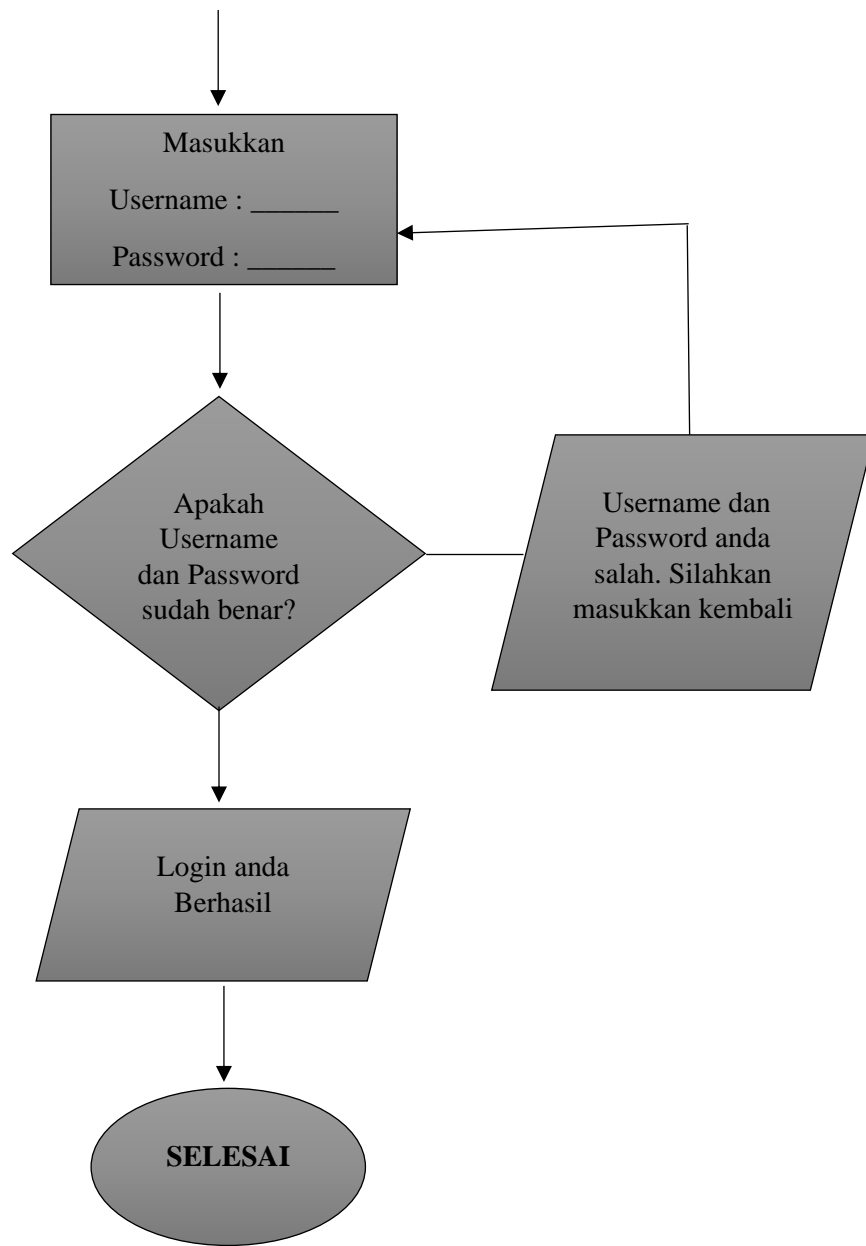 Masukkan
Username : ______
Password : ______
Apakah
Username
dan Password
sudah benar?
Username dan
Password anda
salah. Silahkan
masukkan kembali
Login anda
Berhasil
SELESAI